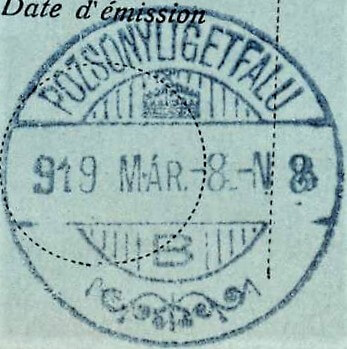 Date d'émission
POZSONYLIGETFALU
919 MÁR.-8.-N 8
B